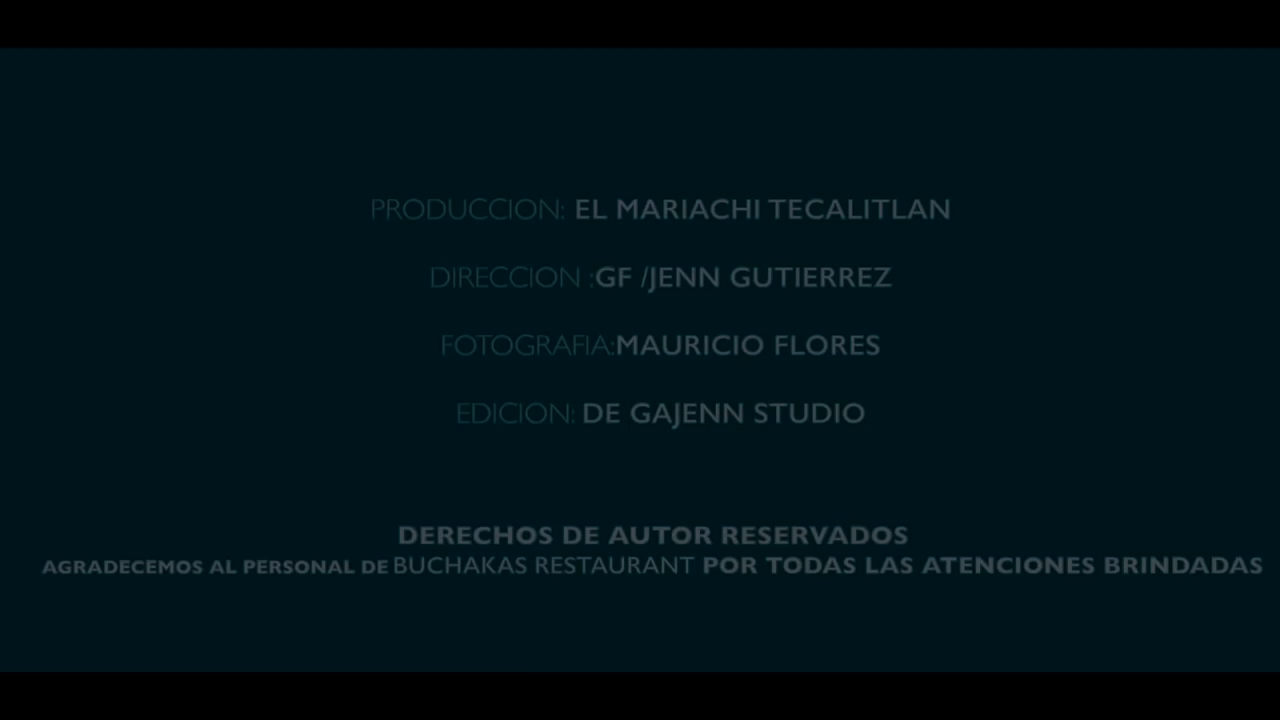 PRODUCCION: EL MARIACHI TECALITLAN
DIRECCION :GF /JENN GUTIERREZ
FOTOGRAFIA:MAURICIO FLORES
EDICION: DE GAJENN STUDIO
DERECHOS DE AUTOR RESERVADOS
AGRADECEMOS AL PERSONAL DE BUCHAKAS RESTAURANT POR TODAS LAS ATENCIONES BRINDADAS